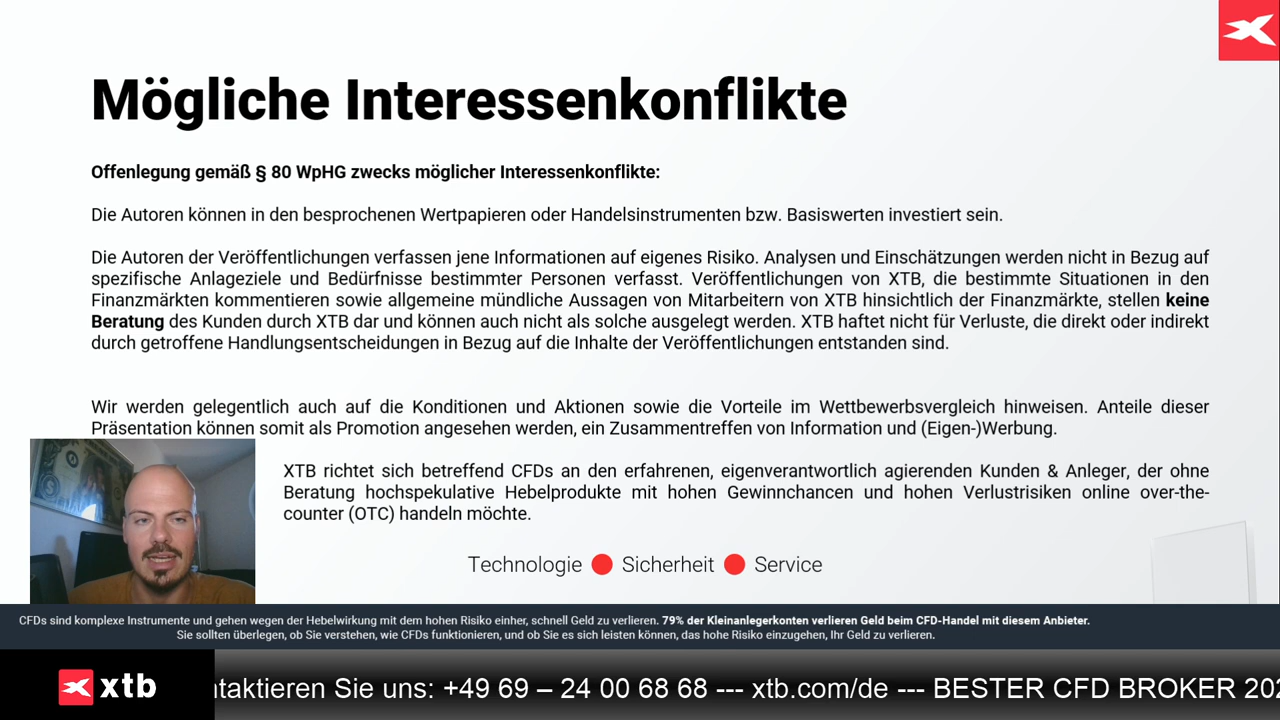 Mögliche Interessenkonflikte
Offenlegung gemäß § 80 WpHG zwecks möglicher Interessenkonflikte:
Die Autoren können in den besprochenen Wertpapieren oder Handelsinstrumenten bzw. Basiswerten investiert sein.
Die Autoren der Veröffentlichungen verfassen jene Informationen auf eigenes Risiko. Analysen und Einschätzungen werden nicht in Bezug auf
spezifische Anlageziele und Bedürfnisse bestimmter Personen verfasst. Veröffentlichungen von XTB, die bestimmte Situationen in den
Finanzmärkten kommentieren sowie allgemeine mündliche Aussagen von Mitarbeitern von XTB hinsichtlich der Finanzmärkte, stellen keine
Beratung des Kunden durch XTB dar und können auch nicht als solche ausgelegt werden. XTB haftet nicht für Verluste, die direkt oder indirekt
durch getroffene Handlungsentscheidungen in Bezug auf die Inhalte der Veröffentlichungen entstanden sind.
Wir werden gelegentlich auch auf die Konditionen und Aktionen sowie die Vorteile im Wettbewerbsvergleich hinweisen. Anteile dieser
Präsentation können somit als Promotion angesehen werden, ein Zusammentreffen von Information und (Eigen-)Werbung.
XTB richtet sich betreffend CFDs an den erfahrenen, eigenverantwortlich agierenden Kunden & Anleger, der ohne
Beratung hochspekulative Hebelprodukte mit hohen Gewinnchancen und hohen Verlustrisiken online over-the-
counter (OTC) handeln möchte.
Technologie Sicherheit Service
CFDs sind komplexe Instrumente und gehen wegen der Hebelwirkung mit dem hohen Risiko einher, schnell Geld zu verlieren. 79% der Kleinanlegerkonten verlieren Geld beim CFD-Handel mit diesem Anbieter.
Sie sollten überlegen, ob Sie verstehen, wie CFDs funktionieren, und ob Sie es sich leisten können, das hohe Risiko einzugehen, Ihr Geld zu verlieren.
xtb ntaktieren Sie uns: +49 69 – 24 00 68 68 --- xtb.com/de --- BESTER CFD BROKER 202